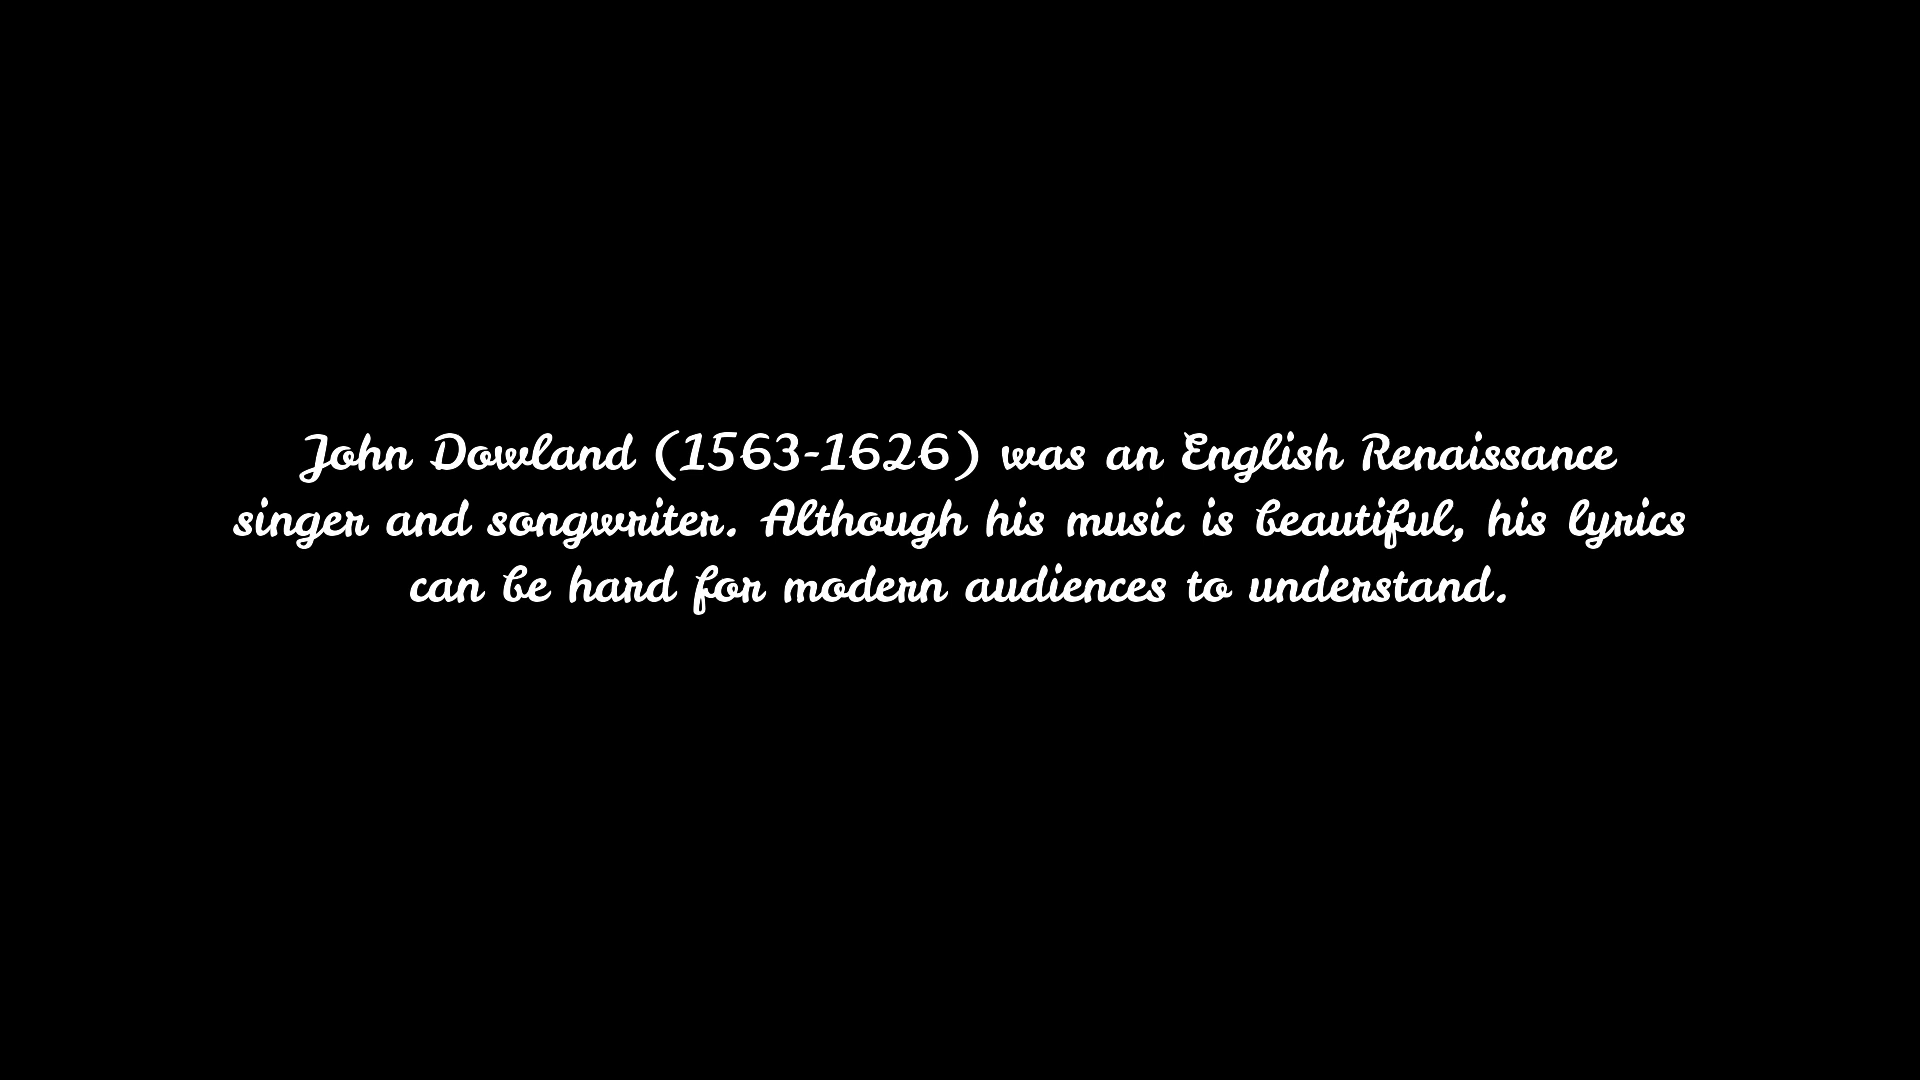 John Dowland (1563-1626) was an English Renaissance
singer and songwriter. Although his music is beautiful, his lyrics
can be hard for modern audiences to understand.